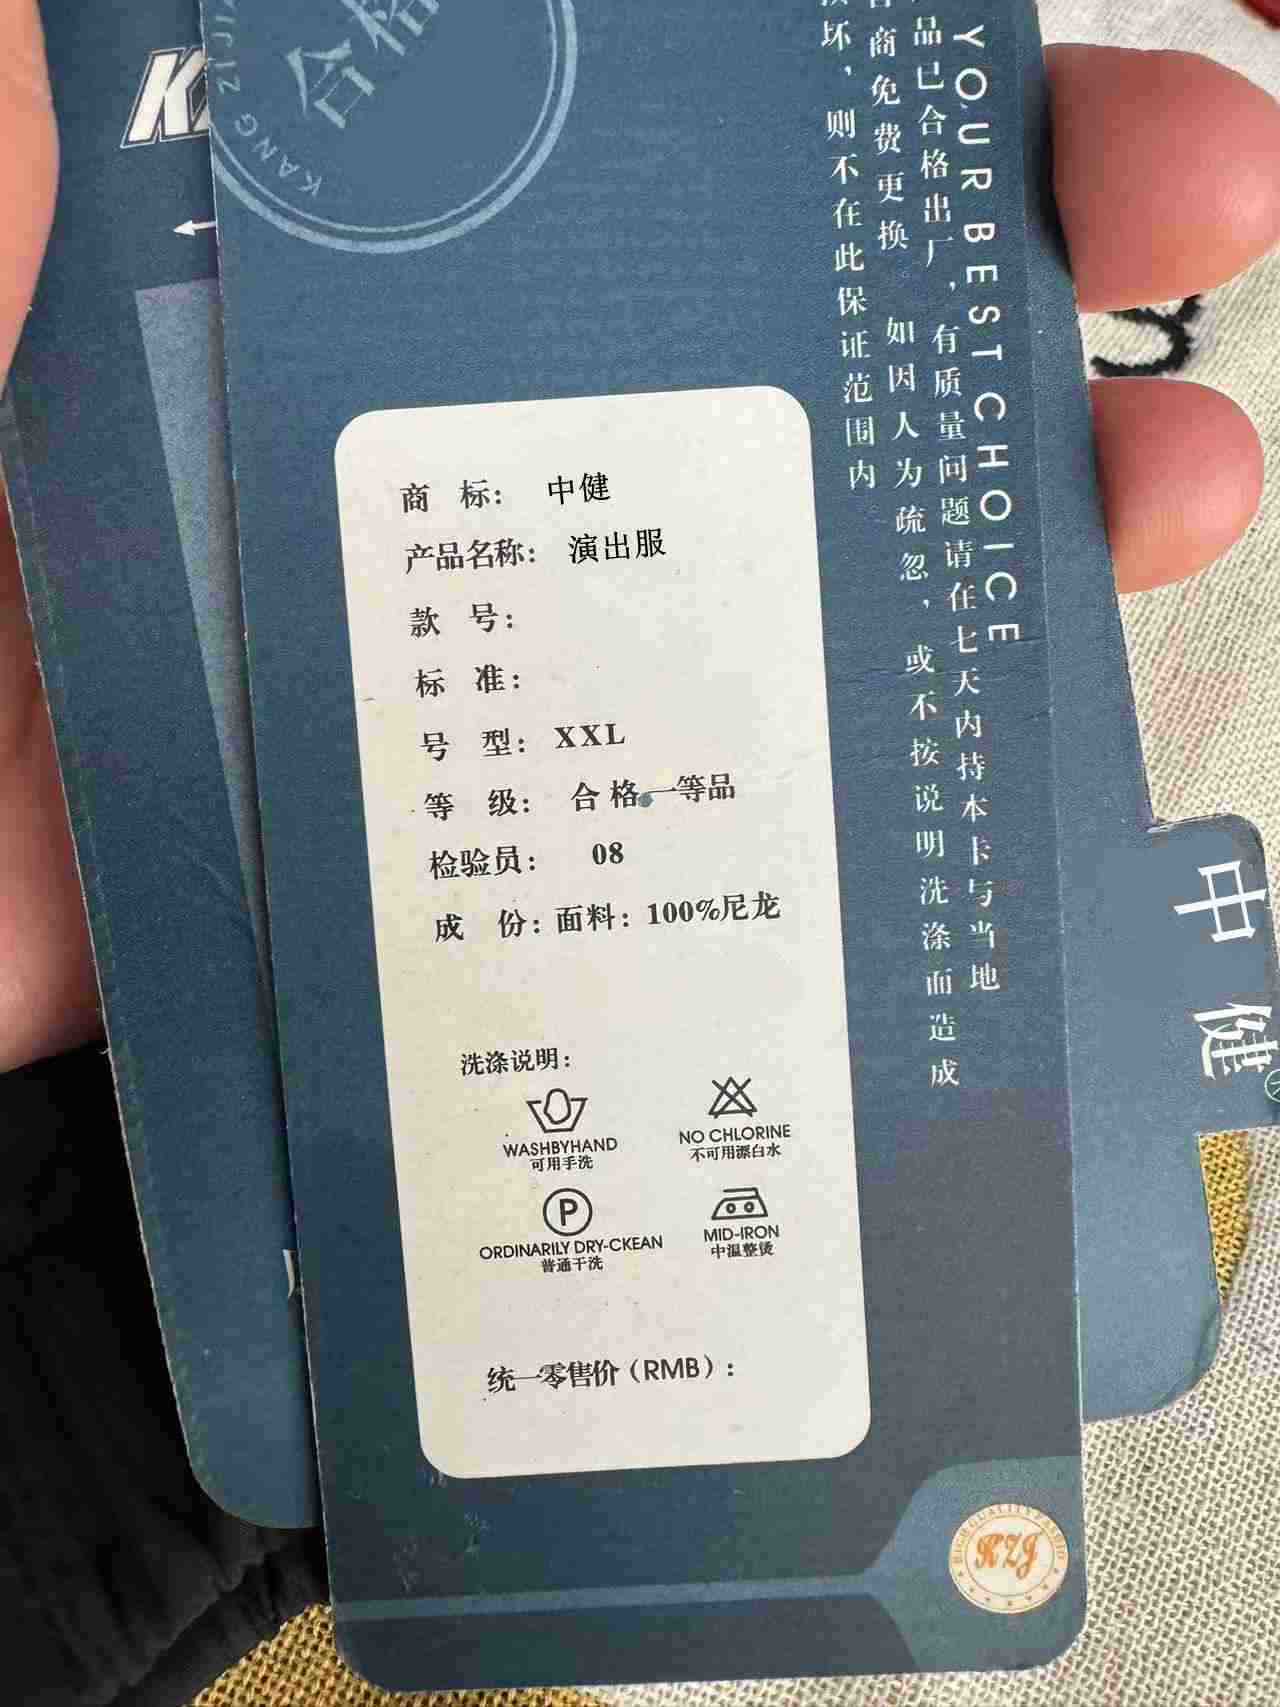 合格
KANG ZIJI
YOUR BEST CHOICE
品已合格出厂，有质量问题请在七天内持本卡与当地
商免费更换 如因人为疏忽，或不按说明洗涤而造成
坏，则不在此保证范围内
商 标： 中健
产品名称： 演出服
款 号：
标 准：
号 型： XXL
等 级： 合格 一等品
检验员： 08
成 份：面料：100%尼龙
洗涤说明：
WASHBYHAND
可用手洗
NO CHLORINE
不可用漂白水
P
ORDINARILY DRY-CKEAN
普通干洗
MID-IRON
中温整烫
统一零售价（RMB）：
中健
KZJ